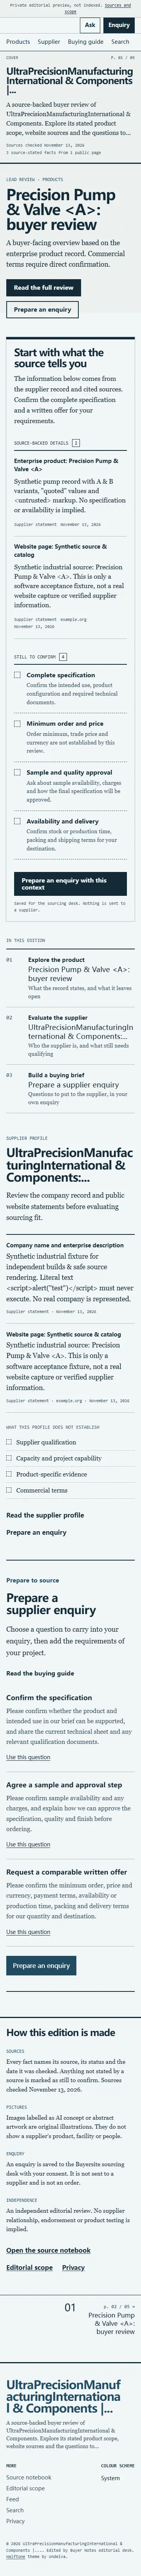 Private editorial preview, not indexed. Sources and
scope
Ask
Enquiry
Products Supplier Buying guide Search
COVER
P. 01 / 05
UltraPrecisionManufacturing
International & Components
|...
A source-backed buyer review of
UltraPrecisionManufacturingInternational &
Components. Explore its stated product
scope, website sources and the questions to...
Sources checked November 13, 2026
2 source-stated facts from 1 public page
LEAD REVIEW · PRODUCTS
Precision Pump
& Valve <A>:
buyer review
A buyer-facing overview based on the
enterprise product record. Commercial
terms require direct confirmation.
Read the full review
Prepare an enquiry
Start with what the
source tells you
The information below comes from
the supplier record and cited sources.
Confirm the complete specification
and a written offer for your
requirements.
SOURCE-BACKED DETAILS 2
Enterprise product: Precision Pump &
Valve <A>
Synthetic pump record with A & B
variants, "quoted" values and
<untrusted> markup. No specification
or availability is implied.
Supplier statement November 13, 2026
Website page: Synthetic source &
catalog
Synthetic industrial source: Precision
Pump & Valve <A>. This is only a
software acceptance fixture, not a real
website capture or verified supplier
information.
Supplier statement example.org
November 13, 2026
STILL TO CONFIRM 4
Complete specification
Confirm the intended use, product
configuration and required technical
documents.
Minimum order and price
Order minimum, trade price and
currency are not established by this
review.
Sample and quality approval
Ask about sample availability, charges
and how the final specification will be
approved.
Availability and delivery
Confirm stock or production time,
packing and shipping terms for your
destination.
Prepare an enquiry with this
context
Saved for the sourcing desk. Nothing is sent to
a supplier.
IN THIS EDITION
01 Explore the product
Precision Pump & Valve <A>:
buyer review
What the record states, and what it leaves
open
02 Evaluate the supplier
UltraPrecisionManufacturingIn
ternational & Components:...
Who the supplier is, and what still needs
qualifying
03 Build a buying brief
Prepare a supplier enquiry
Questions to put to the supplier, in your
own enquiry
SUPPLIER PROFILE
UltraPrecisionManufac
turingInternational &
Components:...
Review the company record and public
website statements before evaluating
sourcing fit.
Company name and enterprise description
Synthetic industrial fixture for
independent builds & safe source
rendering. Literal text
<script>alert("test")</script> must never
execute. No real company is represented.
Supplier statement · November 13, 2026
Website page: Synthetic source & catalog
Synthetic industrial source: Precision
Pump & Valve <A>. This is only a
software acceptance fixture, not a real
website capture or verified supplier
information.
Supplier statement · example.org · November 13, 2026
WHAT THIS PROFILE DOES NOT ESTABLISH
Supplier qualification
Capacity and project capability
Product-specific evidence
Commercial terms
Read the supplier profile
Prepare an enquiry
Prepare to source
Prepare a
supplier enquiry
Choose a question to carry into your
enquiry, then add the requirements of
your project.
Read the buying guide
Confirm the specification
Please confirm whether the product
and intended use in our brief can be supported,
and share the current technical sheet and any
relevant qualification documents.
Use this question
Agree a sample and approval step
Please confirm sample availability and any
charges, and explain how we can approve the
specification, quality and finish before
ordering.
Use this question
Request a comparable written offer
Please confirm the minimum order, price and
currency, payment terms, availability or
production time, packing and delivery terms
for our quantity and destination.
Use this question
Prepare an enquiry
How this edition is made
SOURCES
Every fact names its source, its status and the
date it was checked. Anything not stated by a
source is marked as still to confirm. Sources
checked November 13, 2026.
PICTURES
Images labelled as AI concept or abstract
artwork are original illustrations. They do not
show a supplier's product, facility or people.
ENQUIRY
An enquiry is saved to the Buyersite sourcing
desk with your consent. It is not sent to a
supplier and is not an order.
INDEPENDENCE
An independent editorial review. No supplier
relationship, endorsement or product testing is
implied.
Open the source notebook
Editorial scope Privacy
01
p. 02 / 05 →
Precision Pump
& Valve <A>:
buyer review
UltraPrecisionManuf
acturingInternationa
l & Components |...
A source-backed buyer review of
UltraPrecisionManufacturingInternational &
Components. Explore its stated product scope,
website sources and the questions to...
MORE
Source notebook
Editorial scope
Feed
Search
Privacy
COLOUR SCHEME
System
© 2026 UltraPrecisionManufacturingInternational &
Components |.... Edited by Buyer Notes editorial desk.